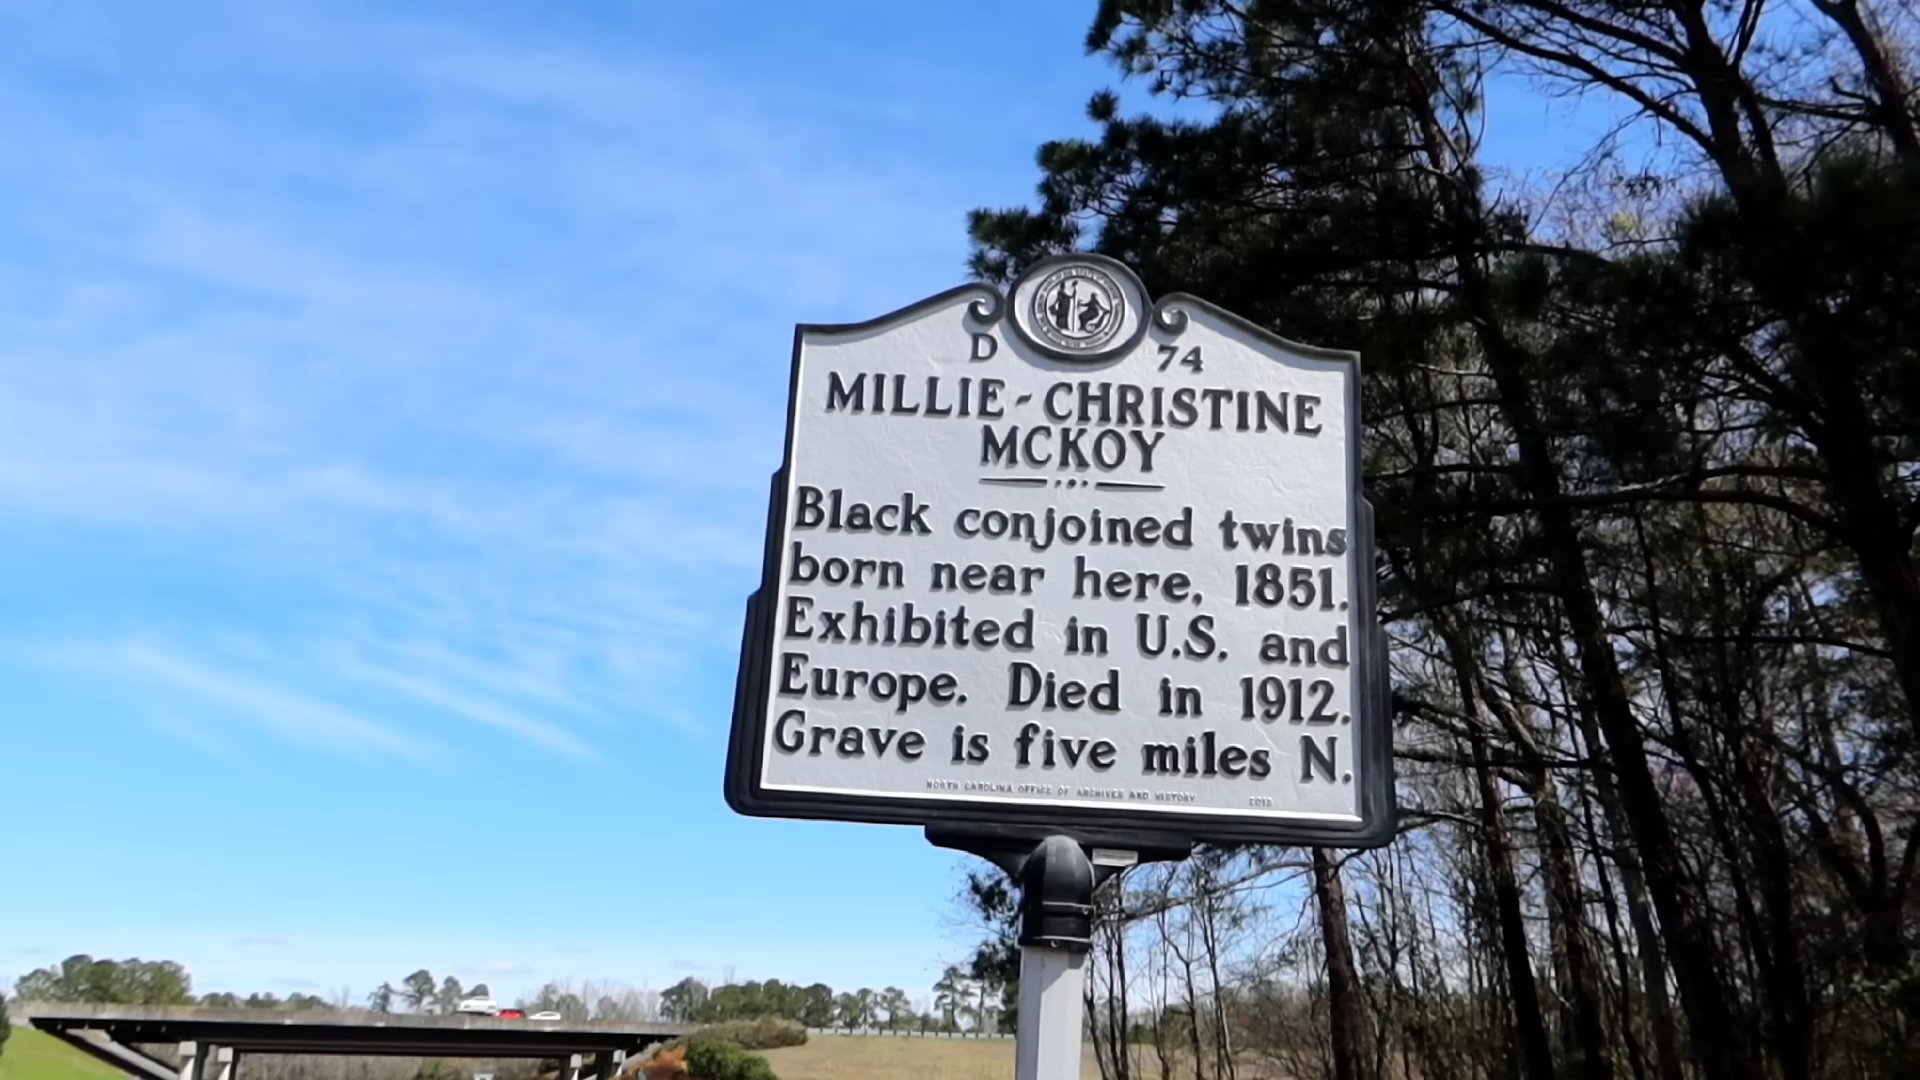 D 74
MILLIE-CHRISTINE
MCKOY
Black conjoined twins
born near here, 1851.
Exhibited in U.S. and
Europe. Died in 1912.
Grave is five miles N.
NORTH CAROLINA OFFICE OF ARCHIVES AND HISTORY